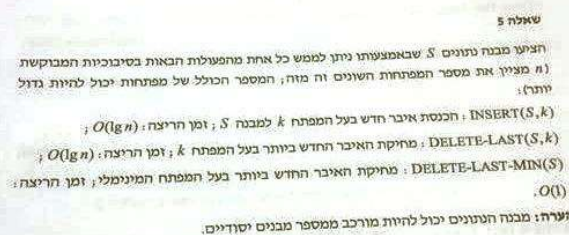 שאלה 5
הציעו מבנה נתונים S שבאמצעותו ניתן לממש כל אחת מהפעולות הבאות בסיבוכיות המבוקשת
(n מציין את מספר המפתחות השונים זה מזה; המספר הכולל של מפתחות יכול להיות גדול
יותר):
INSERT(S,k) : הכנסת איבר חדש בעל המפתח k למבנה S ; זמן הריצה: O(lg n) ;
DELETE-LAST(S,k) : מחיקת האיבר החדש ביותר בעל המפתח k ; זמן הריצה: O(lg n) ;
DELETE-LAST-MIN(S) : מחיקת האיבר החדש ביותר בעל המפתח המינימלי ; זמן הריצה:
O(1).
הערה: מבנה הנתונים יכול להיות מורכב ממספר מבנים יסודיים.